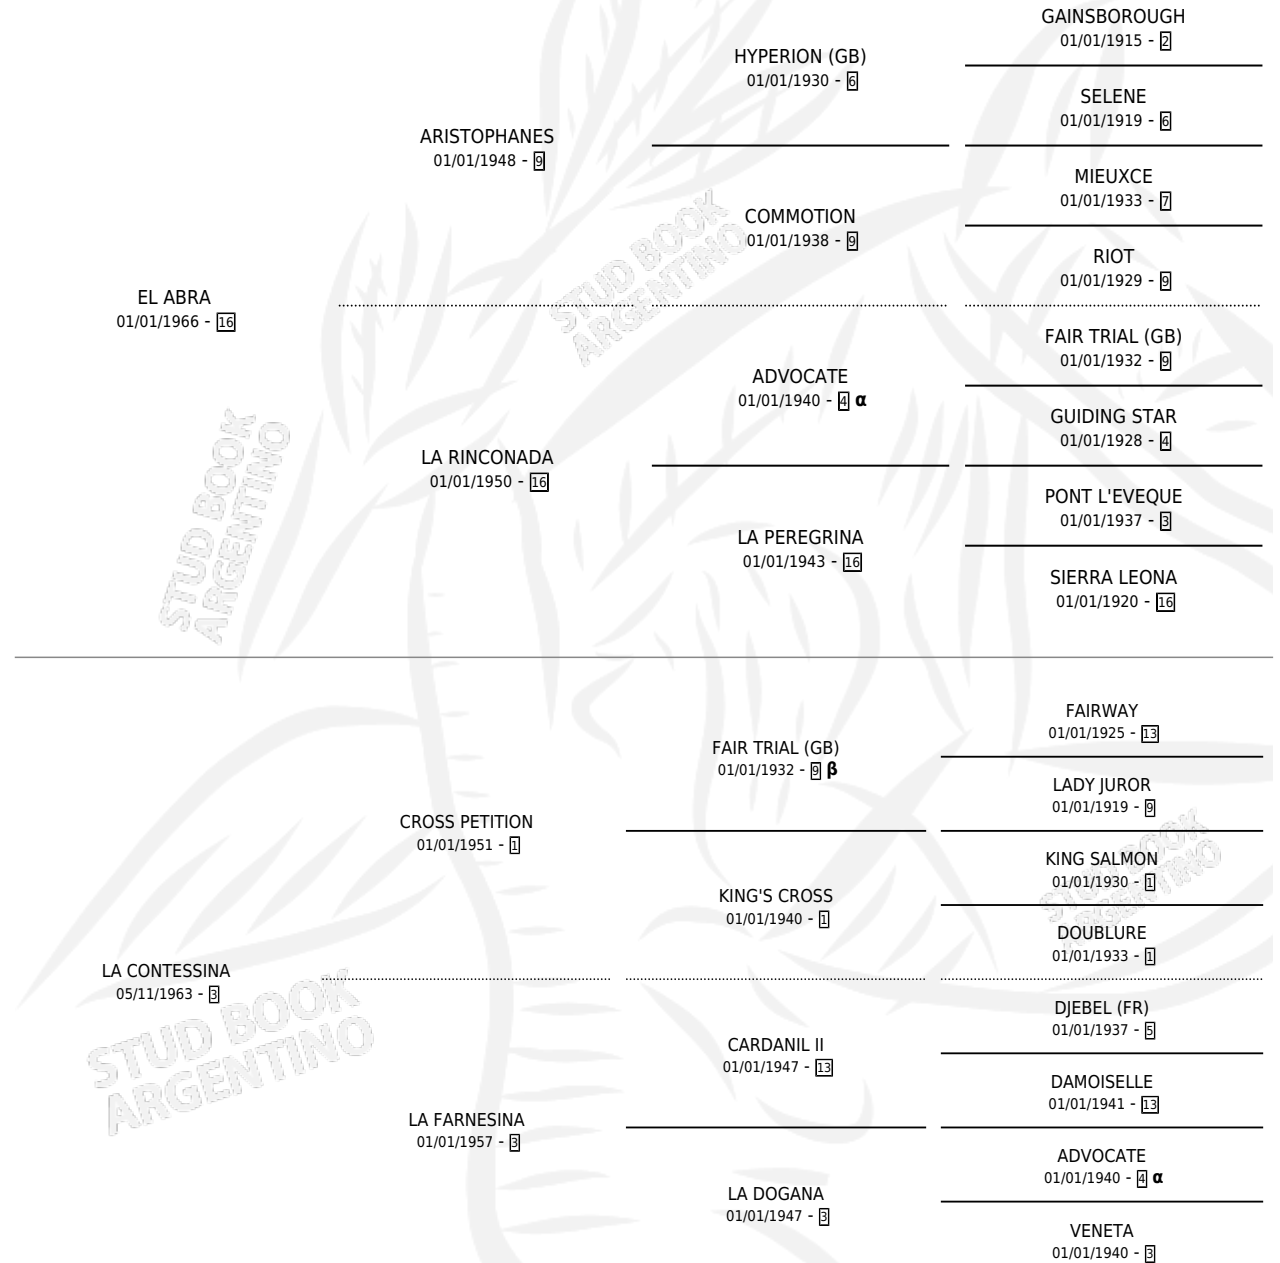 GAINSBOROUGH
01/01/1915 - 2
HYPERION (GB)
01/01/1930 - 6
SELENE
01/01/1919 - 6
ARISTOPHANES
01/01/1948 - 9
MIEUXCE
01/01/1933 - 7
COMMOTION
01/01/1938 - 9
RIOT
01/01/1929 - 9
EL ABRA
01/01/1966 - 16
FAIR TRIAL (GB)
01/01/1932 - 9
ADVOCATE
01/01/1940 - 4 α
GUIDING STAR
01/01/1928 - 4
LA RINCONADA
01/01/1950 - 16
PONT L'EVEQUE
01/01/1937 - 3
LA PEREGRINA
01/01/1943 - 16
SIERRA LEONA
01/01/1920 - 16
FAIRWAY
01/01/1925 - 13
FAIR TRIAL (GB)
01/01/1932 - 9 β
LADY JUROR
01/01/1919 - 9
CROSS PETITION
01/01/1951 - 1
KING SALMON
01/01/1930 - 1
KING'S CROSS
01/01/1940 - 1
DOUBLURE
01/01/1933 - 1
LA CONTESSINA
05/11/1963 - 3
DJEBEL (FR)
01/01/1937 - 5
CARDANIL II
01/01/1947 - 13
DAMOISELLE
01/01/1941 - 13
LA FARNESINA
01/01/1957 - 3
ADVOCATE
01/01/1940 - 4 α
LA DOGANA
01/01/1947 - 3
VENETA
01/01/1940 - 3
STUD BOOK
ARGENTINO
STUD BOOK
ARGENTINO
STUD BOOK
ARGENTINO
STUD BOOK
ARGENTINO